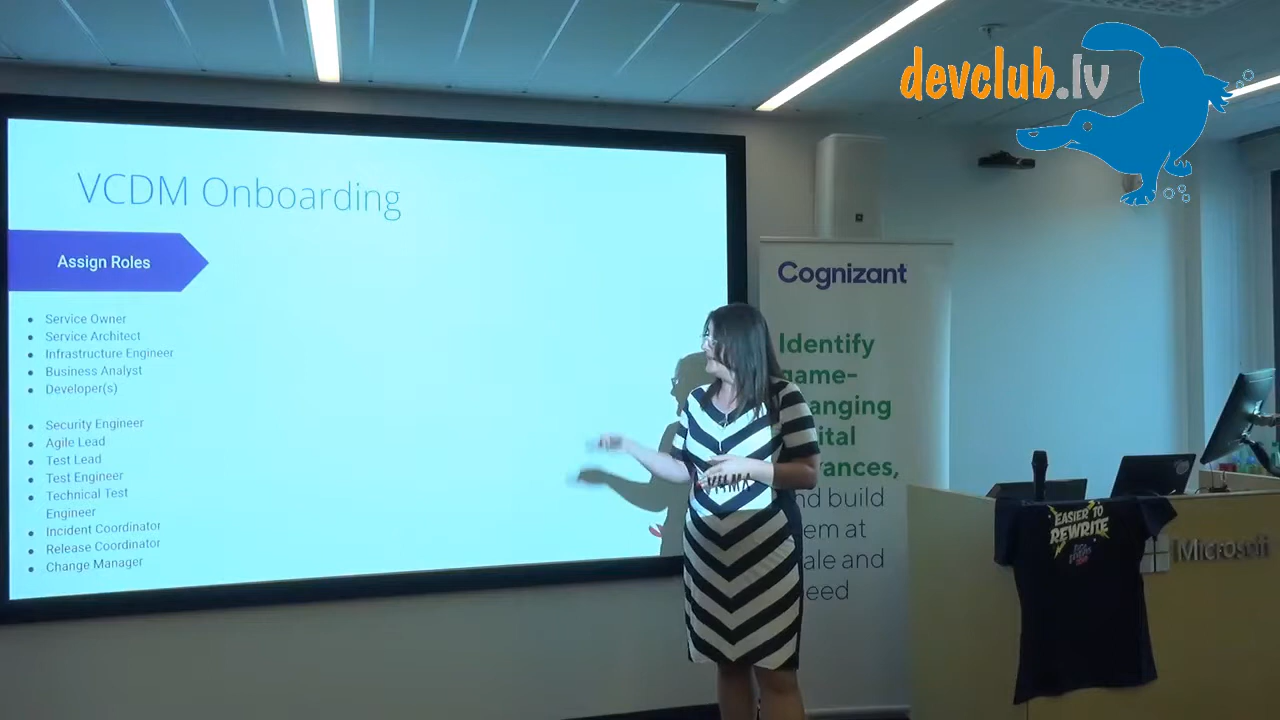 devclub.lv
VCDM Onboarding
Assign Roles
Service Owner
Service Architect
Infrastructure Engineer
Business Analyst
Developer(s)
Security Engineer
Agile Lead
Test Lead
Test Engineer
Technical Test
Engineer
Incident Coordinator
Release Coordinator
Change Manager
Cognizant
Identify
game-
anging
ital
vances,
nd build
em at
ale and
eed
EASIER TO
REWRITE
Microsoft